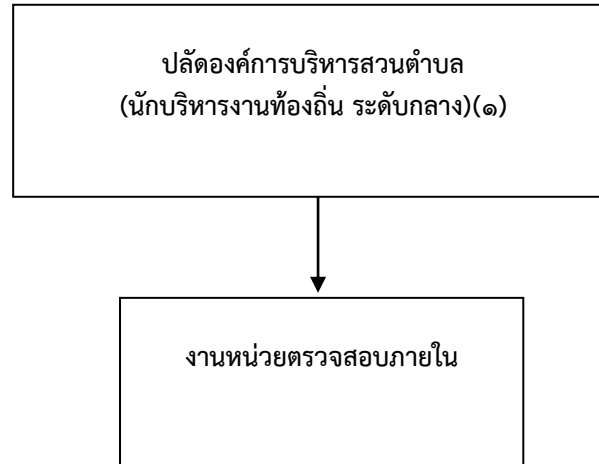 ปลัดองค์การบริหารสวนตำบล
(นักบริหารงานท้องถิ่น ระดับกลาง)(๑)
งานหน่วยตรวจสอบภายใน